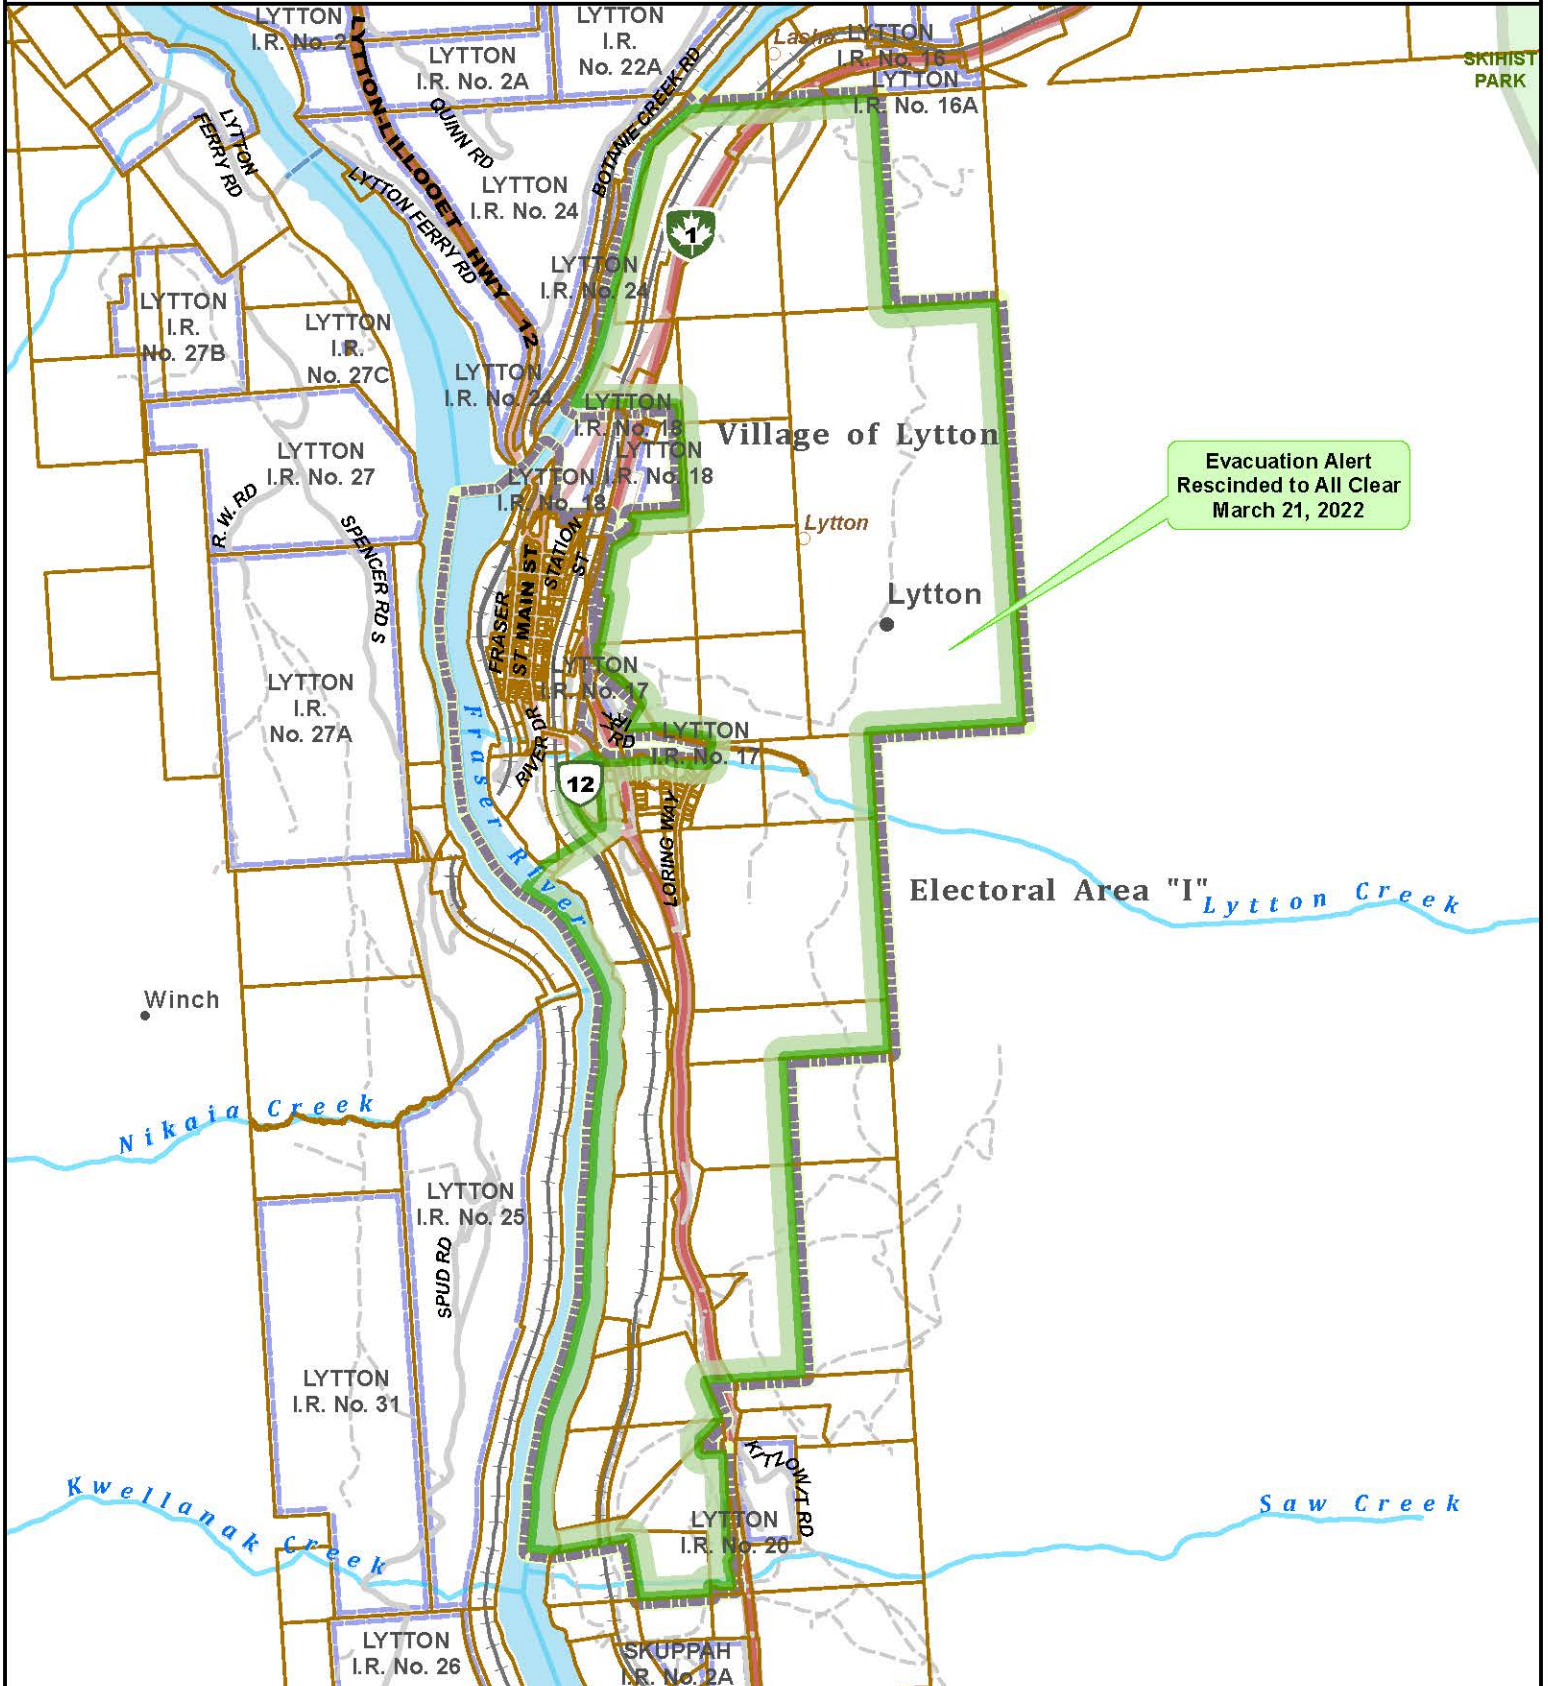 LYTTON
I.R. No. 2
LYTTON
I.R. No. 2A
LYTTON
I.R.
No. 22A
Lasha
LYTTON
I.R. No. 16
LYTTON
I.R. No. 16A
SKIHIST
PARK
LYTTON-LILLOOET HWY 12
QUINN RD
BOTANIE CREEK RD
LYTTON
FERRY RD
LYTTON FERRY RD
LYTTON
I.R. No. 24
1
LYTTON
I.R. No. 24
LYTTON
I.R.
No. 27B
LYTTON
I.R.
No. 27C
LYTTON
I.R. No. 24
LYTTON
I.R. No. 18
Village of Lytton
LYTTON
I.R. No. 18
LYTTON
I.R. No. 18
LYTTON
I.R. No. 27
Evacuation Alert
Rescinded to All Clear
March 21, 2022
R. W. RD
SPENCER RD S
STATION
ST
Lytton
MAIN ST
FRASER
ST
Lytton
LYTTON
I.R. No. 17
LYTTON
I.R.
No. 27A
RD
LYTTON
I.R. No. 17
RIVER DR
12
Fraser River
LORING WAY
Electoral Area "I"
Lytton Creek
Winch
Nikaia Creek
LYTTON
I.R. No. 25
SPUD RD
LYTTON
I.R. No. 31
Kwellanak Creek
KITZOWIT RD
Saw Creek
LYTTON
I.R. No. 20
LYTTON
I.R. No. 26
SKUPPAH
I.R. No. 2A